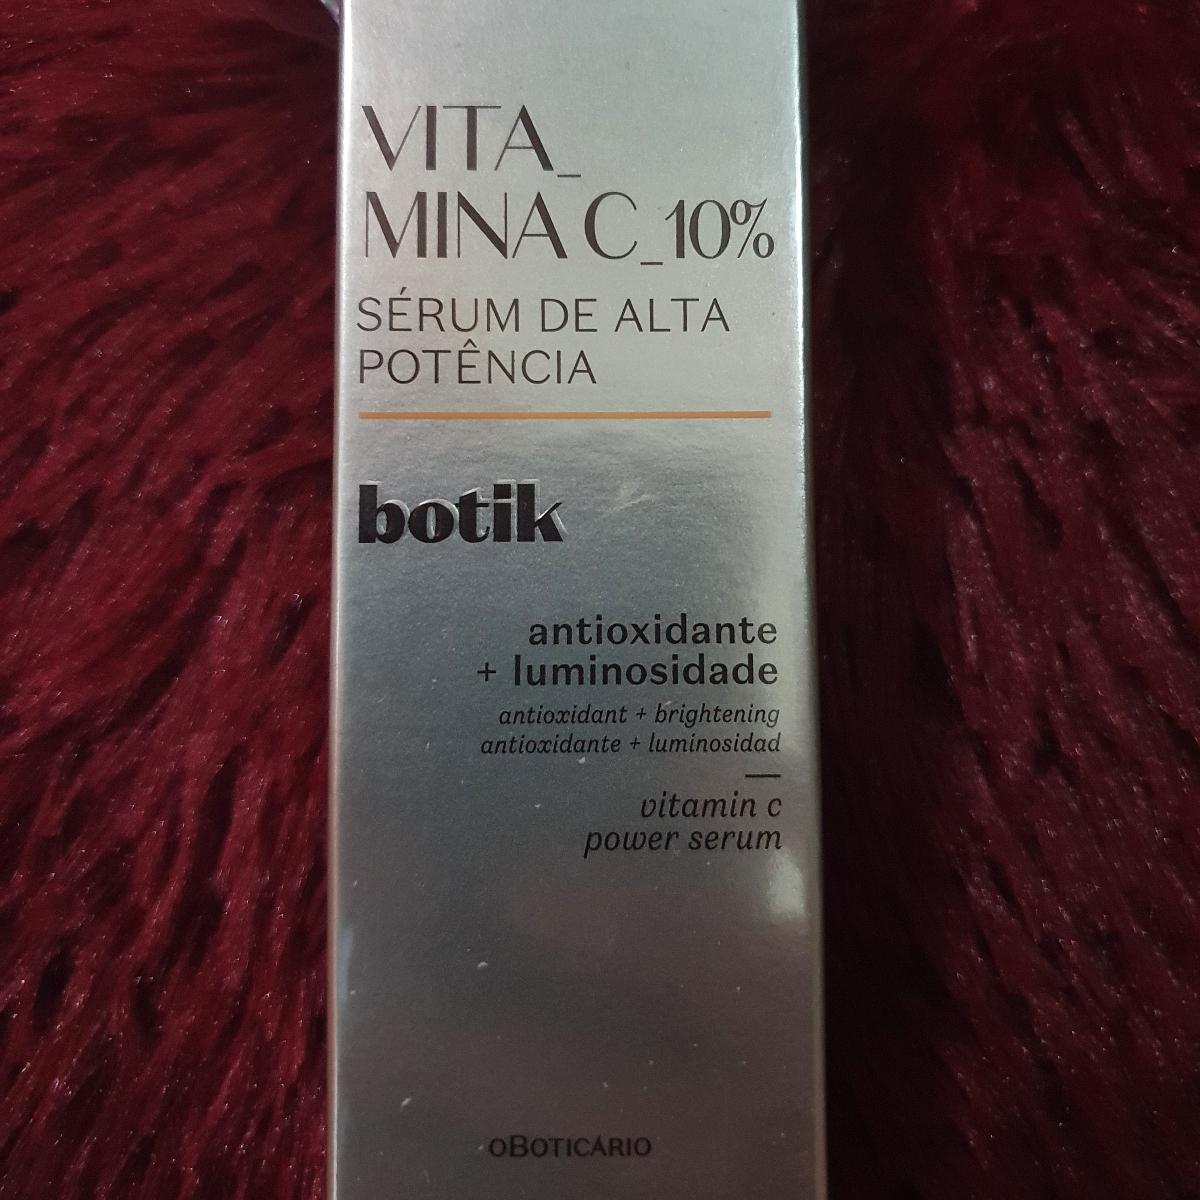 VITA_
MINA C_10%
SÉRUM DE ALTA
POTÊNCIA
botik
antioxidante
+ luminosidade
antioxidant + brightening
antioxidante + luminosidad
vitamin c
power serum
oBOTICÁRIO